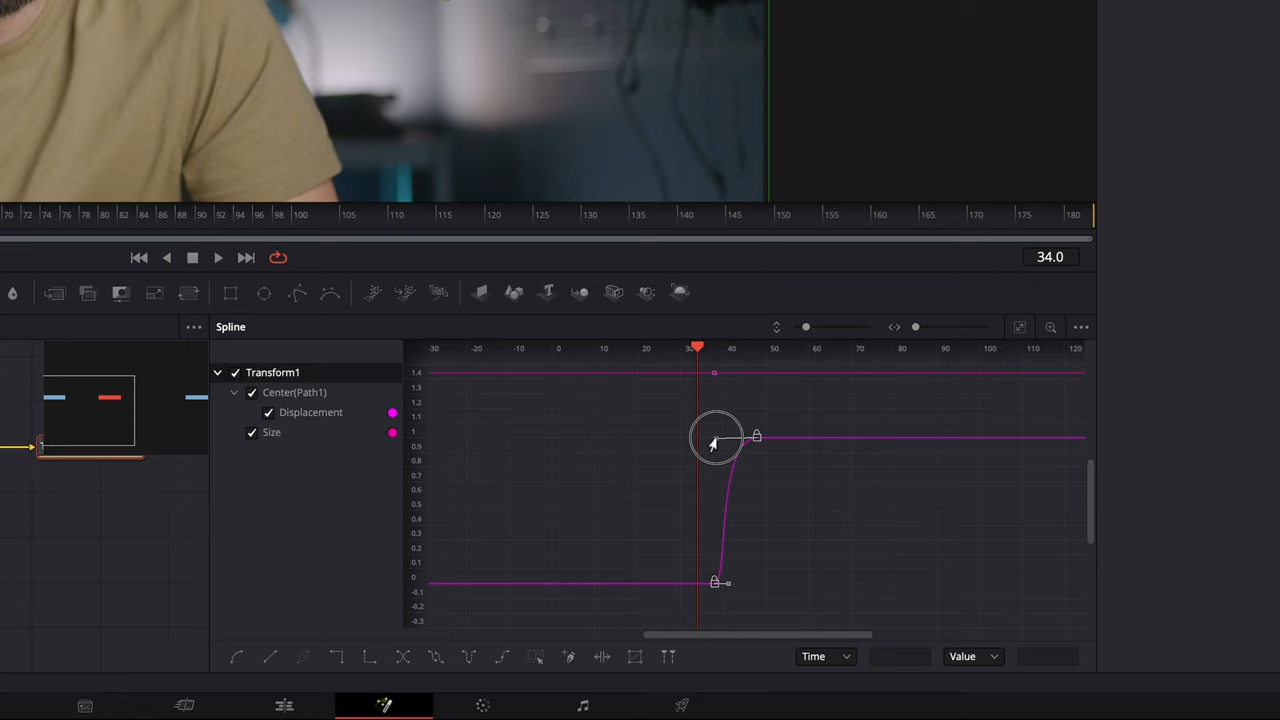 70 72 74 76 78 80 82 84 86 88 90 92 94 96 98 100 105 110 115 120 125 130 135 140 145 150 155 160 165 170 175 180
34.0
Spline
-30 -20 -10 0 10 20 30 40 50 60 70 80 90 100 110 120
Transform1
Center(Path1)
Displacement
Size
1.4
1.3
1.2
1.1
1
0.9
0.8
0.7
0.6
0.5
0.4
0.3
0.2
0.1
0
-0.1
-0.2
-0.3
Time Value